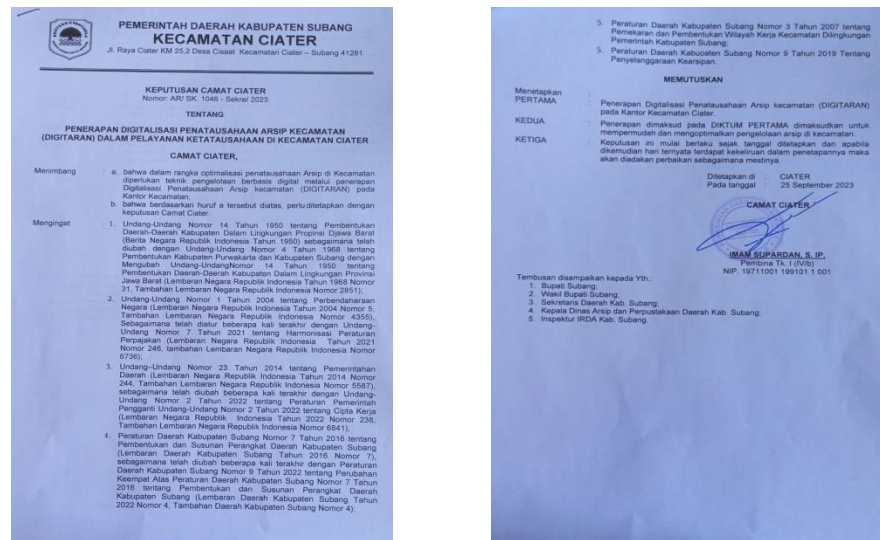 PEMERINTAH DAERAH KABUPATEN SUBANG
KECAMATAN CIATER
Jl. Raya Ciater KM 25,2 Desa Cisaat Kecamatan Ciater – Subang 41281
KEPUTUSAN CAMAT CIATER
Nomor: AR/ SK. 1046 - Sekre/ 2023
TENTANG
PENERAPAN DIGITALISASI PENATAUSAHAAN ARSIP KECAMATAN
(DIGITARAN) DALAM PELAYANAN KETATAUSAHAAN DI KECAMATAN CIATER
CAMAT CIATER,
Menimbang : a. bahwa dalam rangka optimalisasi penatausahaan Arsip di Kecamatan
diperlukan teknik pengelolaan berbasis digital melalui penerapan
Digitalisasi Penatausahaan Arsip kecamatan (DIGITARAN) pada
Kantor Kecamatan;
b. bahwa berdasarkan huruf a tersebut diatas, perlu ditetapkan dengan
keputusan Camat Ciater.
Mengingat : 1. Undang-Undang Nomor 14 Tahun 1950 tentang Pembentukan
Daerah-Daerah Kabupaten Dalam Lingkungan Propinsi Djawa Barat
(Berita Negara Republik Indonesia Tahun 1950) sebagaimana telah
diubah dengan Undang-Undang Nomor 4 Tahun 1968 tentang
Pembentukan Kabupaten Purwakarta dan Kabupaten Subang dengan
Mengubah Undang-UndangNomor 14 Tahun 1950 tentang
Pembentukan Daerah-Daerah Kabupaten Dalam Lingkungan Provinsi
Jawa Barat (Lembaran Negara Republik Indonesia Tahun 1968 Nomor
31, Tambahan Lembaran Negara Republik Indonesia Nomor 2851);
2. Undang-Undang Nomor 1 Tahun 2004 tentang Perbendaharaan
Negara (Lembaran Negara Republik Indonesia Tahun 2004 Nomor 5,
Tambahan Lembaran Negara Republik Indonesia Nomor 4355),
Sebagaimana telah diatur beberapa kali terakhir dengan Undang-
Undang Nomor 7 Tahun 2021 tentang Harmonisasi Peraturan
Perpajakan (Lembaran Negara Republik Indonesia Tahun 2021
Nomor 246, tambahan Lembaran Negara Republik Indonesia Nomor
6736);
3. Undang–Undang Nomor 23 Tahun 2014 tentang Pemerintahan
Daerah (Lembaran Negara Republik Indonesia Tahun 2014 Nomor
244, Tambahan Lembaran Negara Republik Indonesia Nomor 5587),
sebagaimana telah diubah beberapa kali terakhir dengan Undang-
Undang Nomor 2 Tahun 2022 tentang Peraturan Pemerintah
Pengganti Undang-Undang Nomor 2 Tahun 2022 tentang Cipta Kerja
(Lembaran Negara Republik Indonesia Tahun 2022 Nomor 238,
Tambahan Lembaran Negara Republik Indonesia Nomor 6841);
4. Peraturan Daerah Kabupaten Subang Nomor 7 Tahun 2016 tentang
Pembentukan dan Susunan Perangkat Daerah Kabupaten Subang
(Lembaran Daerah Kabupaten Subang Tahun 2016 Nomor 7),
sebagaimana telah diubah beberapa kali terakhir dengan Peraturan
Daerah Kabupaten Subang Nomor 9 Tahun 2022 tentang Perubahan
Keempat Atas Peraturan Daerah Kabupaten Subang Nomor 7 Tahun
2016 tentang Pembentukan dan Susunan Perangkat Daerah
Kabupaten Subang (Lembaran Daerah Kabupaten Subang Tahun
2022 Nomor 4, Tambahan Daerah Kabupaten Subang Nomor 4);
5. Peraturan Daerah Kabupaten Subang Nomor 3 Tahun 2007 tentang
Pemekaran dan Pembentukan Wilayah Kerja Kecamatan Dilingkungan
Pemerintah Kabupaten Subang;
5. Peraturan Daerah Kabuoaten Subang Nomor 9 Tahun 2019 Tentang
Penyelanggaraan Kearsipan.
MEMUTUSKAN
Menetapkan :
PERTAMA : Penerapan Digitalisasi Penatausahaan Arsip kecamatan (DIGITARAN)
pada Kantor Kecamatan Ciater.
KEDUA : Penerapan dimaksud pada DIKTUM PERTAMA dimaksudkan untuk
mempermudah dan mengoptimalkan pengelolaan arsip di kecamatan.
KETIGA : Keputusan ini mulai berlaku sejak tanggal ditetapkan dan apabila
dikemudian hari ternyata terdapat kekeliruan dalam penetapannya maka
akan diadakan perbaikan sebagaimana mestinya.
Ditetapkan di : CIATER
Pada tanggal : 25 September 2023
CAMAT CIATER,
IMAM SUPARDAN, S. IP.
Pembina Tk. I (IV/b)
NIP. 19711001 199101 1 001
Tembusan disampaikan kepada Yth.:
1. Bupati Subang;
2. Wakil Bupati Subang;
3. Sekretaris Daerah Kab. Subang;
4. Kepala Dinas Arsip dan Perpustakaan Daerah Kab. Subang;
5. Inspektur IRDA Kab. Subang.